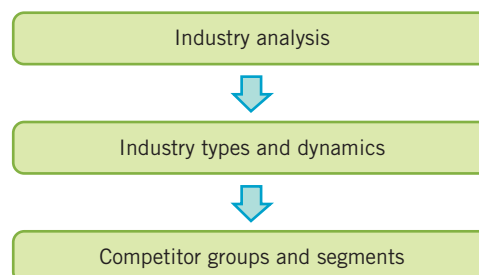 Industry analysis
Industry types and dynamics
Competitor groups and segments